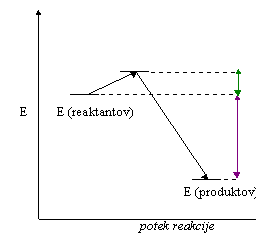 E
E (reaktantov)
E (produktov)
potek reakcije